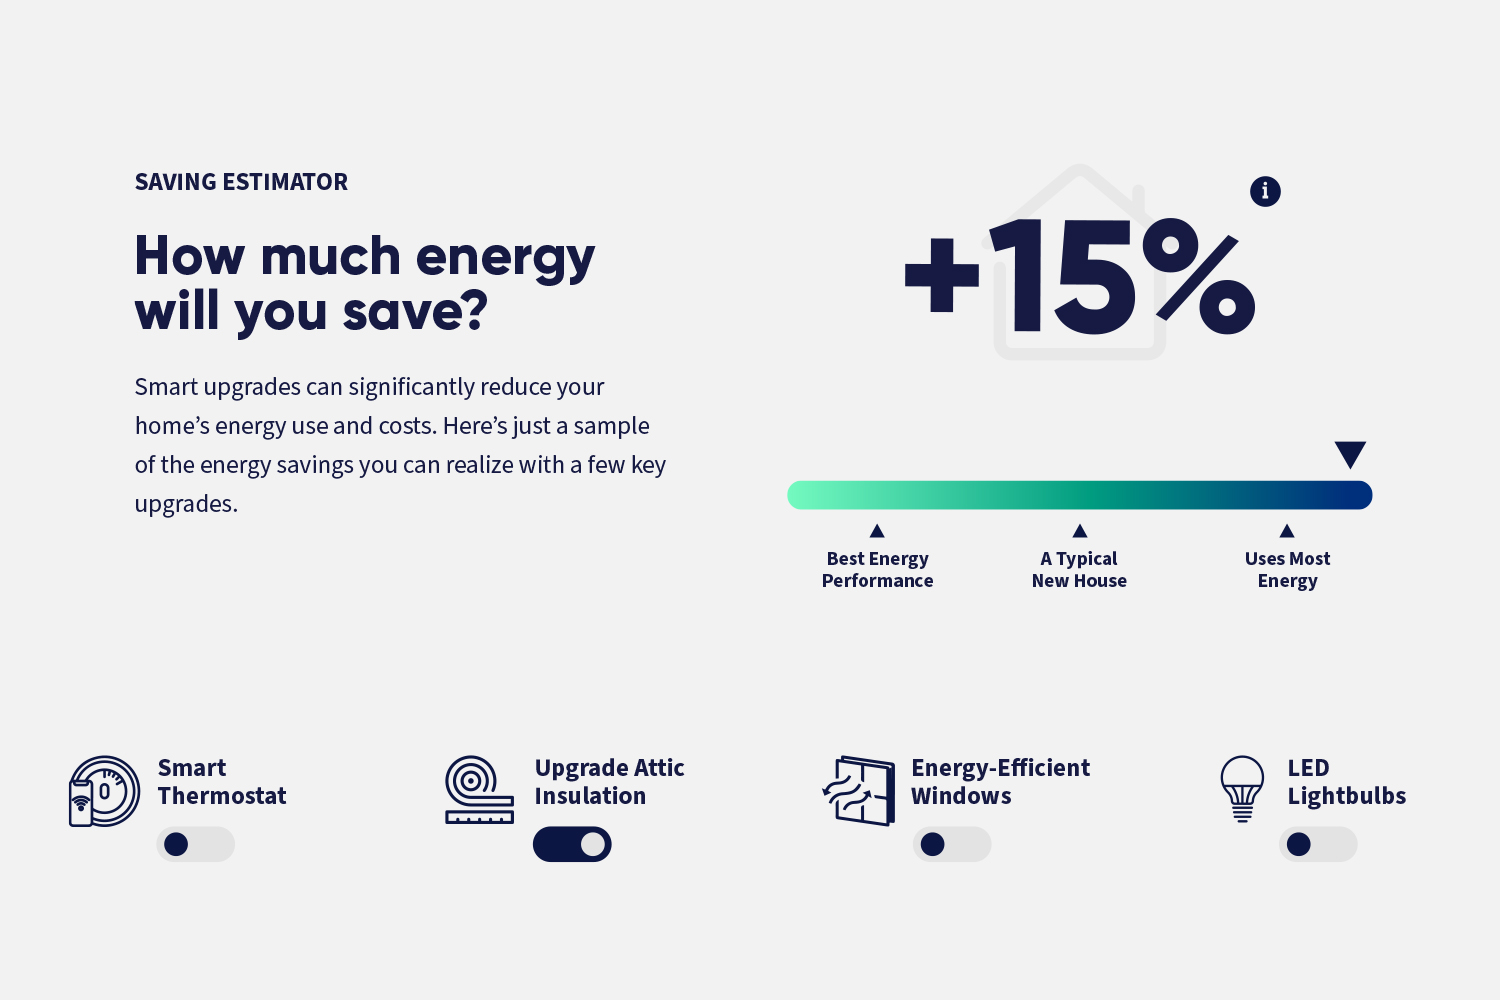 SAVING ESTIMATOR
How much energy
will you save?
Smart upgrades can significantly reduce your
home’s energy use and costs. Here’s just a sample
of the energy savings you can realize with a few key
upgrades.
i
+15%
Best Energy
Performance
A Typical
New House
Uses Most
Energy
Smart
Thermostat
Upgrade Attic
Insulation
Energy-Efficient
Windows
LED
Lightbulbs